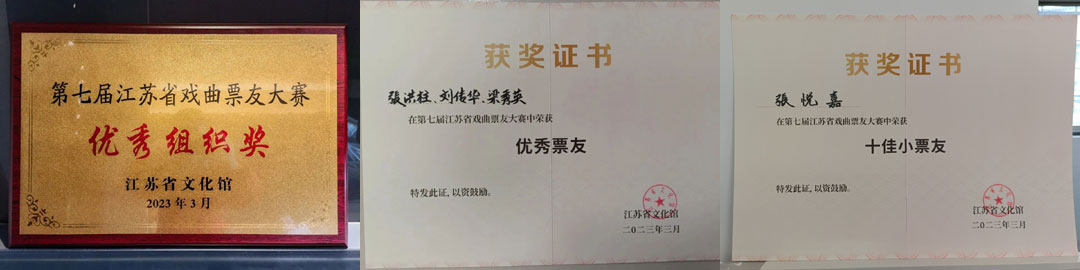 第七届江苏省戏曲票友大赛
优秀组织奖
江苏省文化馆
2023年3月
获奖证书
張洪柱、刘传华、梁秀英
在第七届江苏省戏曲票友大赛中荣获
优秀票友
特发此证,以资鼓励。
江苏省文化馆
二〇二三年三月
获奖证书
張悦嘉
在第七届江苏省戏曲票友大赛中荣获
十佳小票友
特发此证,以资鼓励。
江苏省文化馆
二〇二三年三月